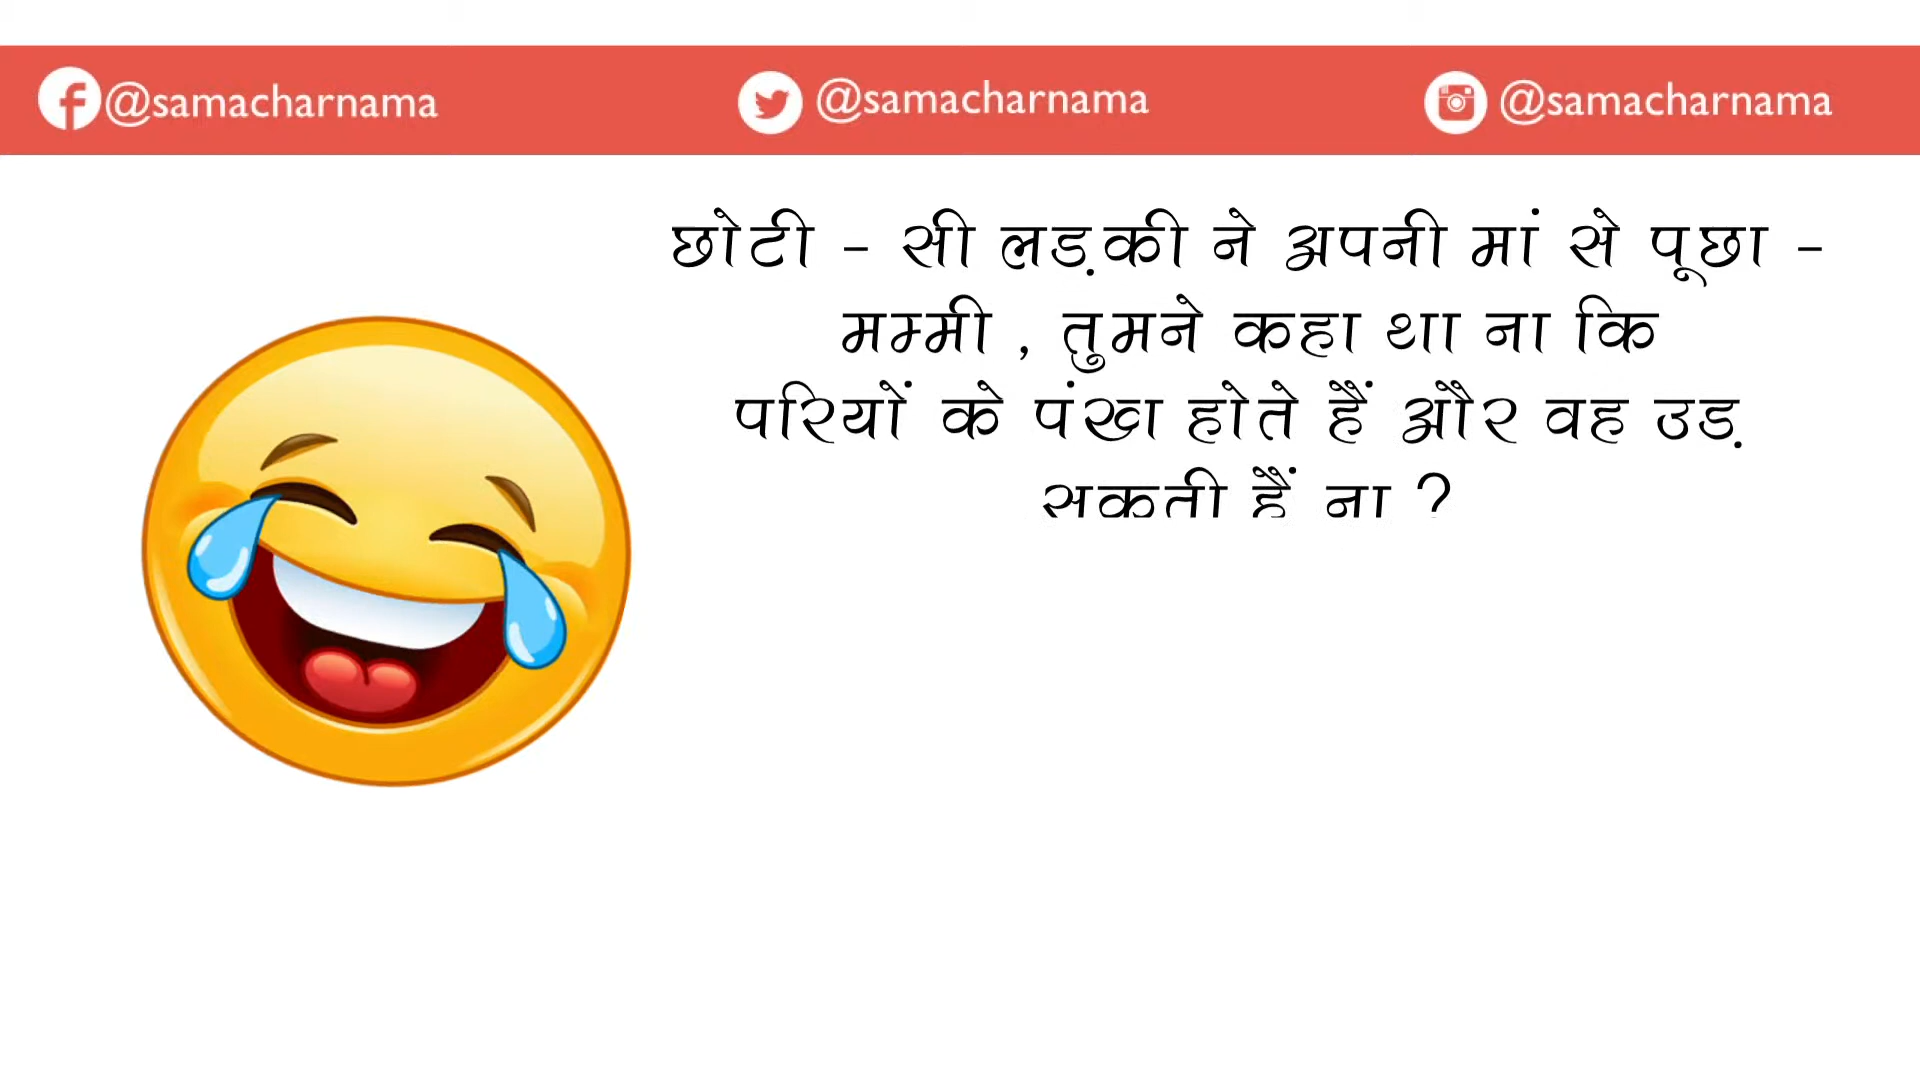 @samacharnama @samacharnama @samacharnama
छोटी - सी लड़की ने अपनी मां से पूछा -
मम्मी , तुमने कहा था ना कि
परियों के पंख होते हैं और वह उड़
सकती हैं ना ?